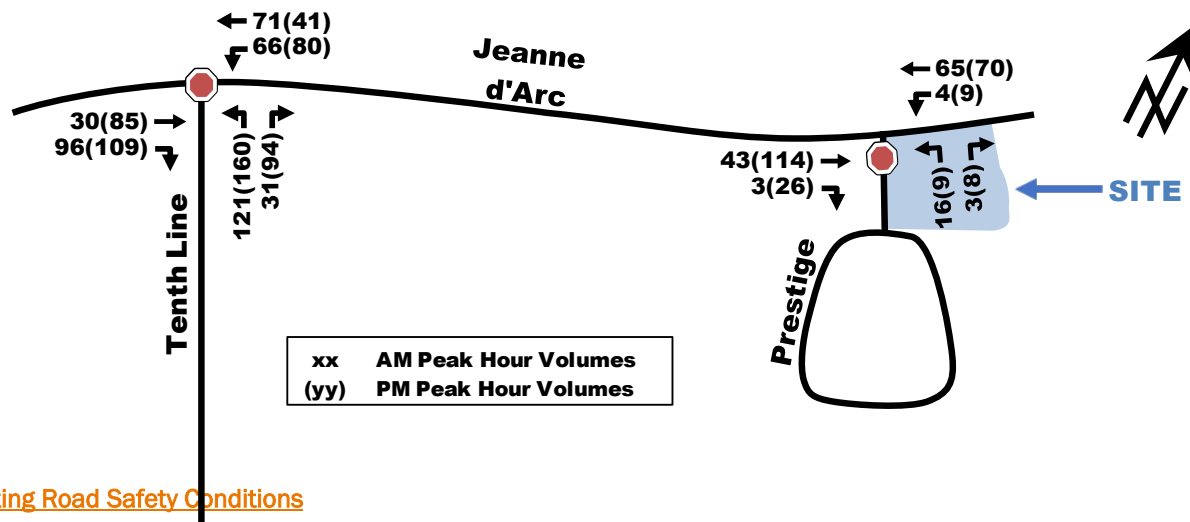 71(41)
66(80)
Jeanne
d'Arc
65(70)
4(9)
30(85)
96(109)
121(160)
31(94)
43(114)
3(26)
16(9)
3(8)
SITE
Tenth Line
Prestige
N
xx AM Peak Hour Volumes
(yy) PM Peak Hour Volumes
ting Road Safety Conditions